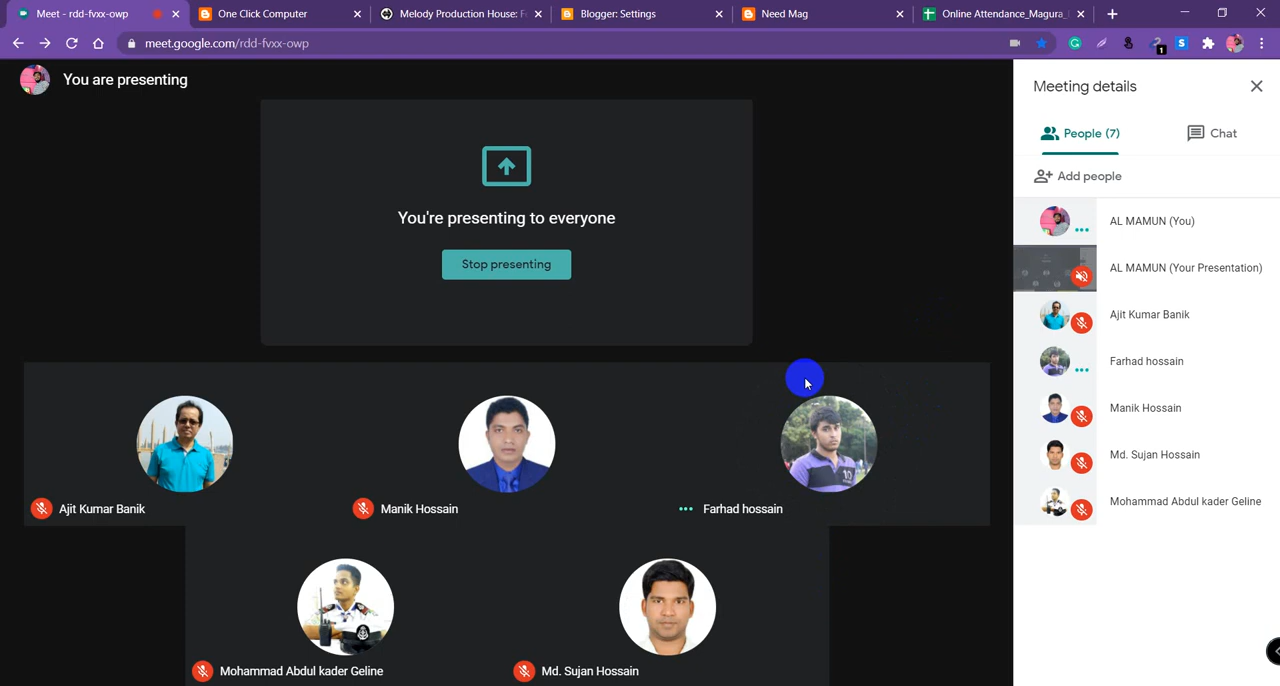 Meet - rdd-fvxx-owp
One Click Computer
Melody Production House: F
Blogger: Settings
Need Mag
Online Attendance_Magura_
meet.google.com/rdd-fvxx-owp
S
1
You are presenting
You're presenting to everyone
Stop presenting
Ajit Kumar Banik
Manik Hossain
Farhad hossain
10
Mohammad Abdul kader Geline
Md. Sujan Hossain
Meeting details
People (7)
Chat
Add people
AL MAMUN (You)
AL MAMUN (Your Presentation)
Ajit Kumar Banik
Farhad hossain
Manik Hossain
Md. Sujan Hossain
Mohammad Abdul kader Geline